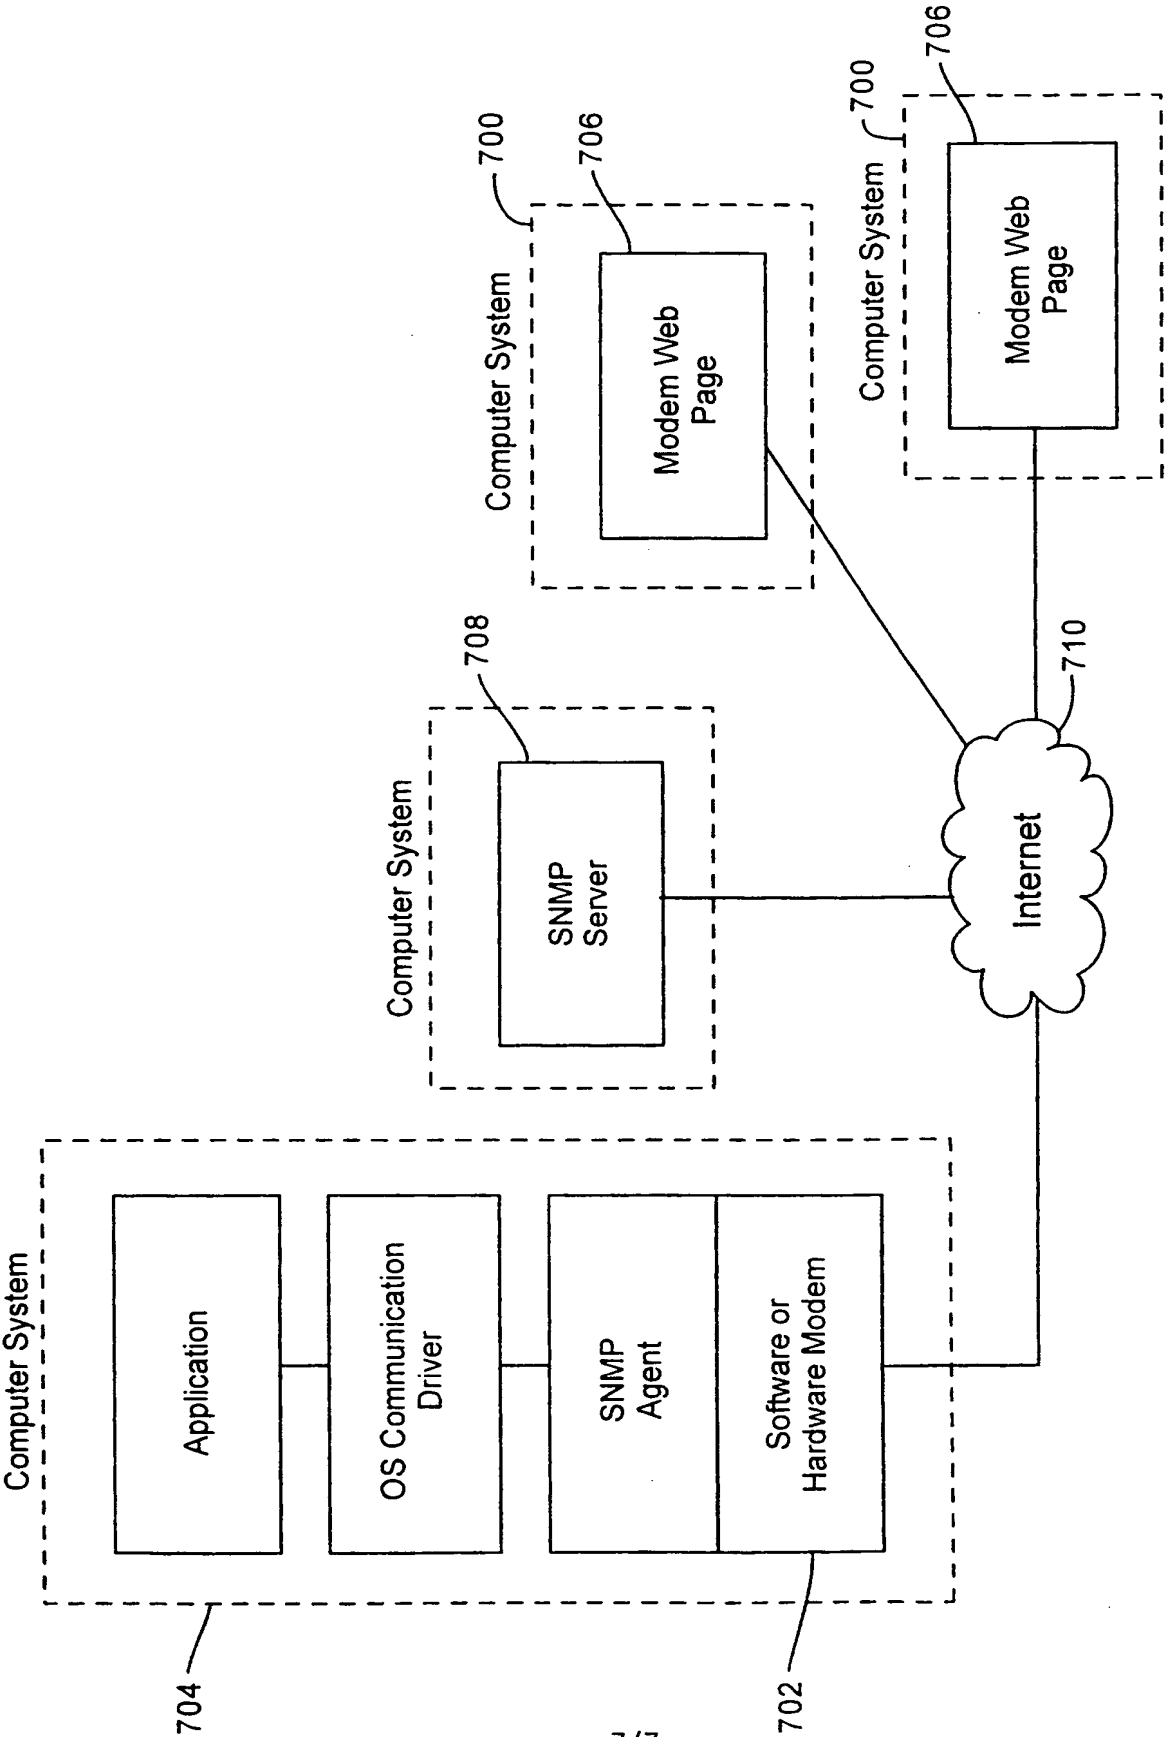 Computer System
Application
OS Communication
Driver
SNMP
Agent
Software or
Hardware Modem
704
702
Computer System
SNMP
Server
708
Computer System
Modem Web
Page
700
706
Computer System
Modem Web
Page
700
706
Internet
710